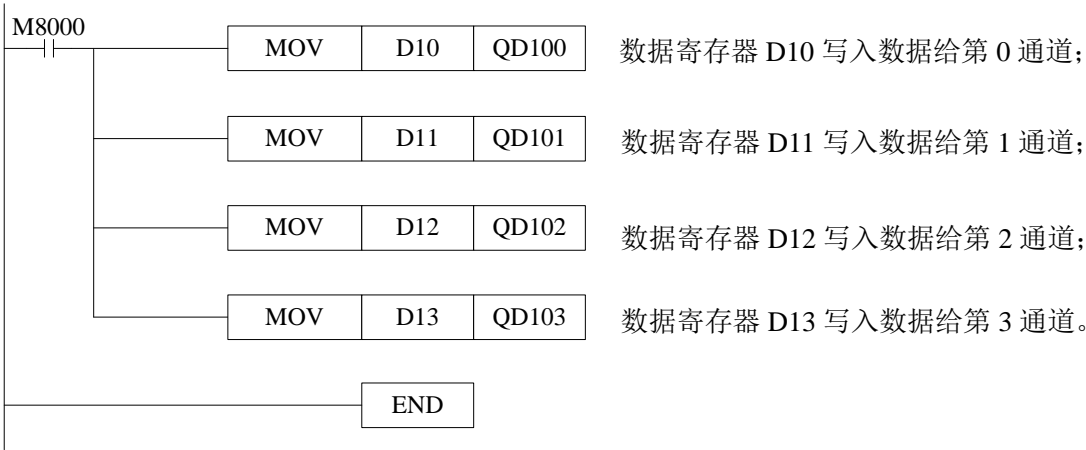 M8000
MOV D10 QD100 数据寄存器 D10 写入数据给第 0 通道；
MOV D11 QD101 数据寄存器 D11 写入数据给第 1 通道；
MOV D12 QD102 数据寄存器 D12 写入数据给第 2 通道；
MOV D13 QD103 数据寄存器 D13 写入数据给第 3 通道。
END